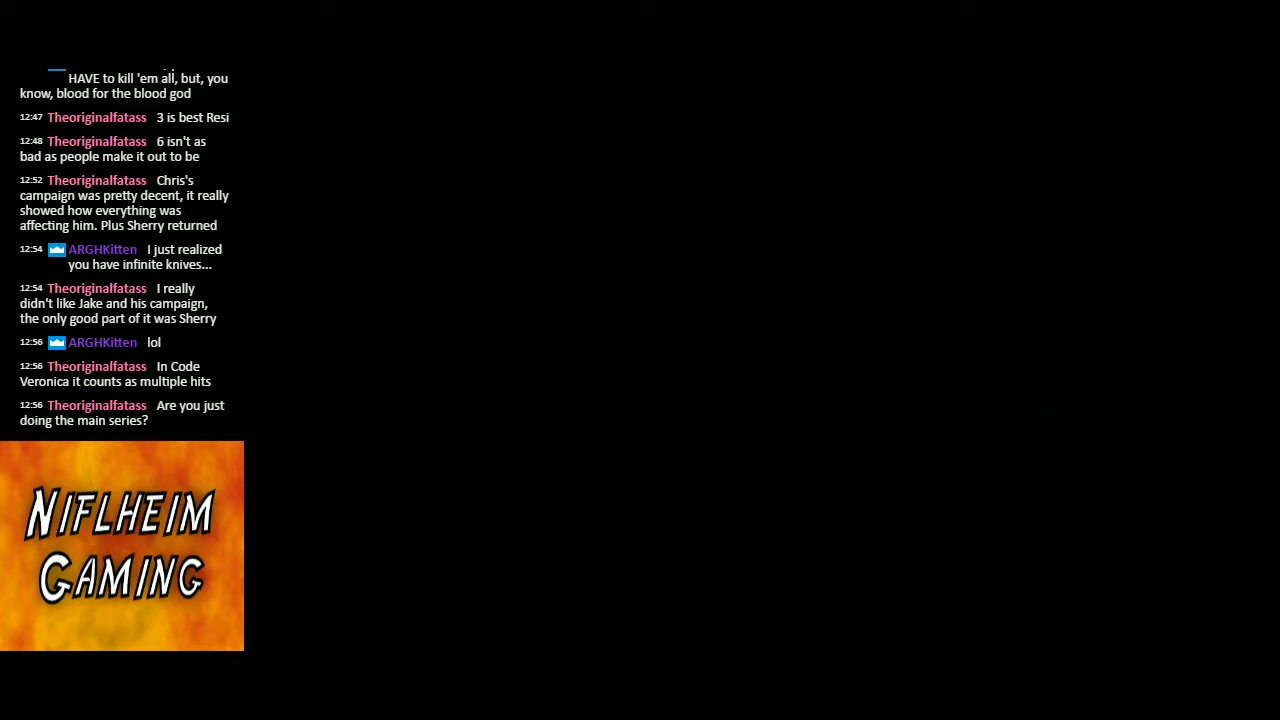 HAVE to kill 'em all, but, you
know, blood for the blood god
12:47 Theoriginalfatass 3 is best Resi
12:48 Theoriginalfatass 6 isn't as
bad as people make it out to be
12:52 Theoriginalfatass Chris's
campaign was pretty decent, it really
showed how everything was
affecting him. Plus Sherry returned
12:54 ARGHKitten I just realized
you have infinite knives...
12:54 Theoriginalfatass I really
didn't like Jake and his campaign,
the only good part of it was Sherry
12:56 ARGHKitten lol
12:56 Theoriginalfatass In Code
Veronica it counts as multiple hits
12:56 Theoriginalfatass Are you just
doing the main series?
NIFLHEIM
GAMING